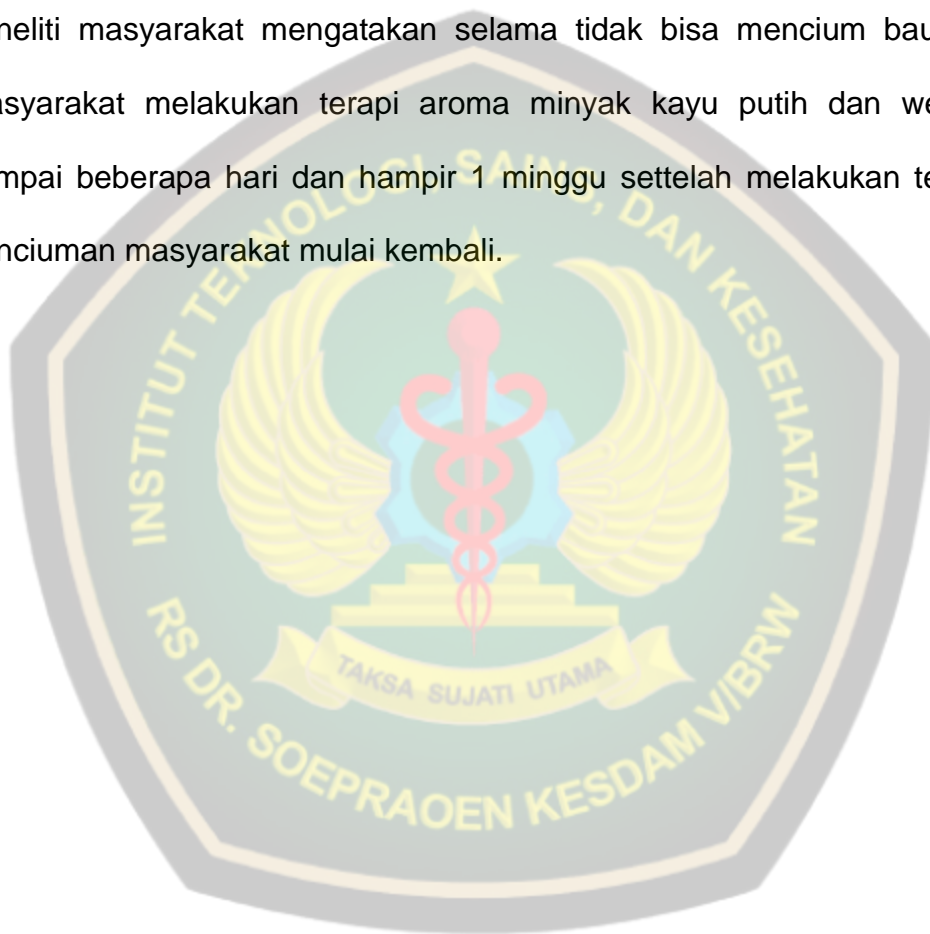 neliti masyarakat mengatakan selama tidak bisa mencium bau
asyarakat melakukan terapi aroma minyak kayu putih dan we
mpai beberapa hari dan hampir 1 minggu settelah melakukan te
nciuman masyarakat mulai kembali.
INSTITUT TEKNOLOGI, SAINS, DAN KESEHATAN
TAKSA SUJATI UTAMA
RS DR. SOEPRAOEN KESDAM V/BRW